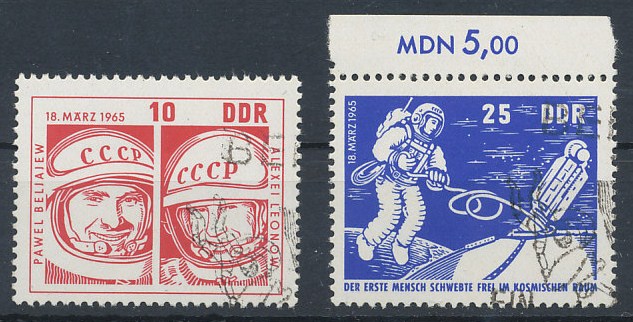 18. MÄRZ 1965 10 DDR
PAWEL BELJAJEW
CCCP
CCCP
ALEXEI LEONOW
MDN 5,00
25 DDR
18. MÄRZ 1965
DER ERSTE MENSCH SCHWEBTE FREI IM KOSMISCHEN RAUM